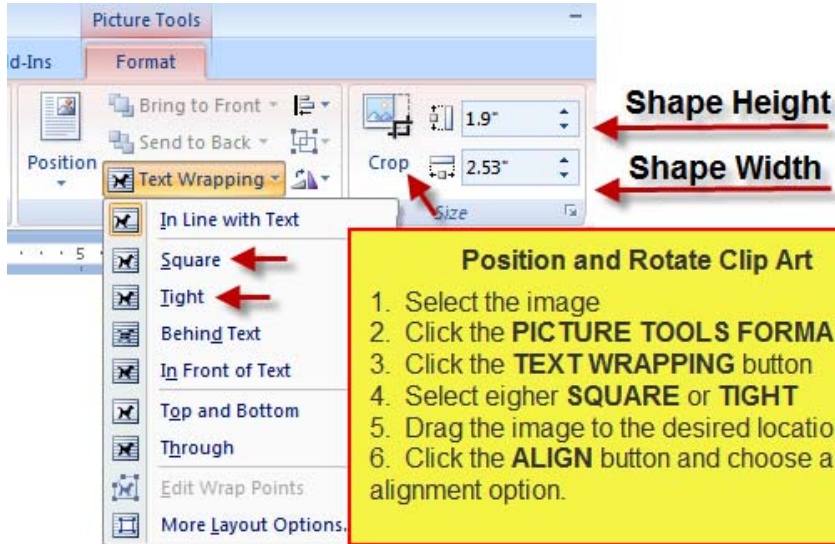 Picture Tools
d-Ins
Format
Bring to Front
Send to Back
Position
Text Wrapping
Crop
1.9"
2.53"
Size
Shape Height
Shape Width
5
In Line with Text
Square
Tight
Behind Text
In Front of Text
Top and Bottom
Through
Edit Wrap Points
More Layout Options.
Position and Rotate Clip Art
1. Select the image
2. Click the PICTURE TOOLS FORMA
3. Click the TEXT WRAPPING button
4. Select eigher SQUARE or TIGHT
5. Drag the image to the desired locatio
6. Click the ALIGN button and choose a
alignment option.